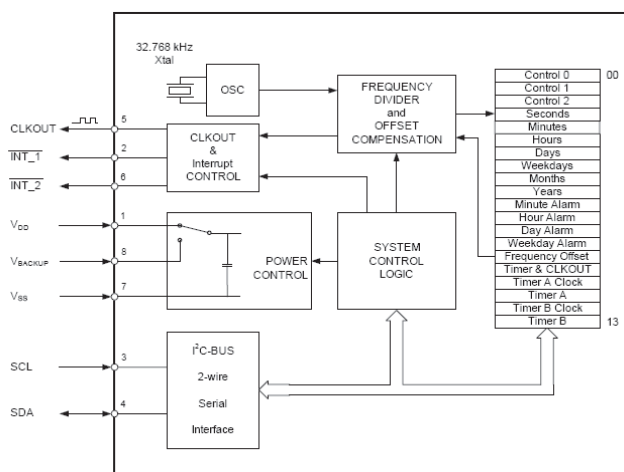 32.768 kHz
Xtal
OSC
FREQUENCY
DIVIDER
and
OFFSET
COMPENSATION
Control 0
00
Control 1
Control 2
Seconds
Minutes
Hours
Days
Weekdays
Months
Years
Minute Alarm
Hour Alarm
Day Alarm
Weekday Alarm
Frequency Offset
Timer & CLKOUT
Timer A Clock
Timer A
Timer B Clock
Timer B
13
CLKOUT
5
INT_1
2
INT_2
6
CLKOUT
&
Interrupt
CONTROL
VDD
1
VBACKUP
8
VSS
7
POWER
CONTROL
SYSTEM
CONTROL
LOGIC
SCL
3
SDA
4
I²C-BUS
2-wire
Serial
Interface